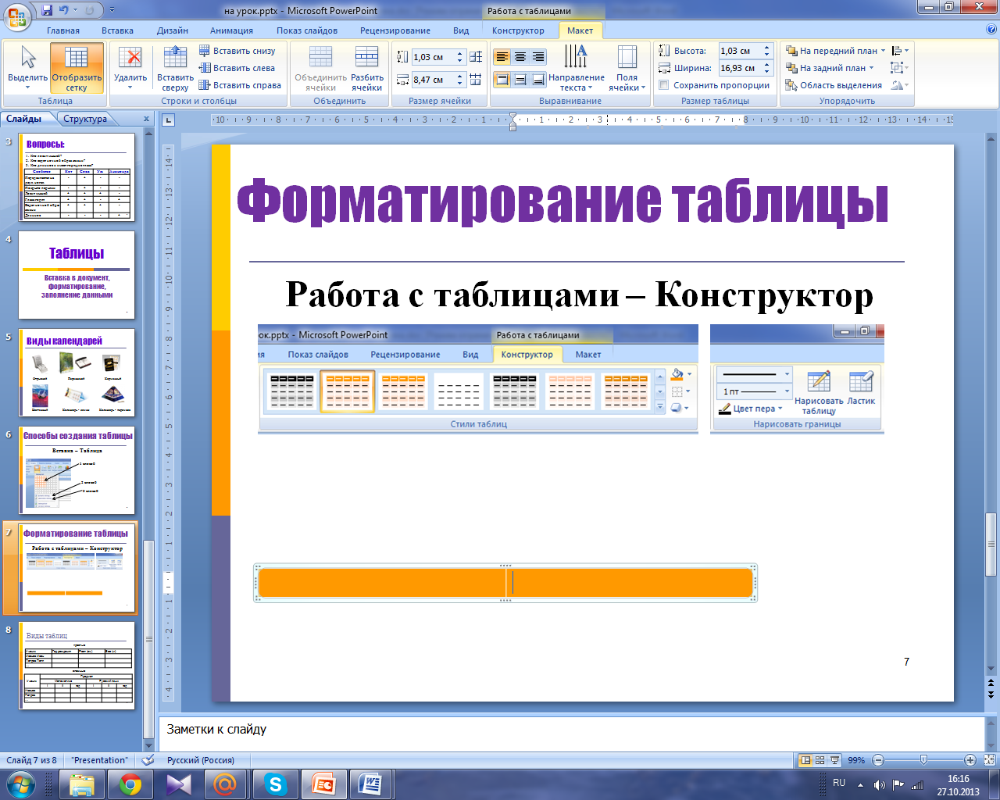 на урок.pptx - Microsoft PowerPoint
Работа с таблицами
Главная Вставка Дизайн Анимация Показ слайдов Рецензирование Вид Конструктор Макет
Выделить
Отобразить сетку
Таблица
Удалить
Вставить сверху
Вставить снизу
Вставить слева
Вставить справа
Строки и столбцы
Объединить ячейки
Разбить ячейки
Объединить
1,03 см
8,47 см
Размер ячейки
Направление текста
Поля ячейки
Выравнивание
Высота: 1,03 см
Ширина: 16,93 см
Сохранить пропорции
Размер таблицы
На передний план
На задний план
Область выделения
Упорядочить
Слайды Структура
3
Вопросы:
4
Таблицы
Вставка в документ,
форматирование,
заполнение данными
5
Виды календарей
6
Способы создания таблицы
Вставка – Таблица
7
Форматирование таблицы
Работа с таблицами – Конструктор
8
Виды таблиц
Форматирование таблицы
Работа с таблицами – Конструктор
ок.pptx - Microsoft PowerPoint
Работа с таблицами
Показ слайдов Рецензирование Вид Конструктор Макет
Стили таблиц
1 пт
Цвет пера
Нарисовать таблицу
Ластик
Нарисовать границы
7
Заметки к слайду
Слайд 7 из 8 "Presentation" Русский (Россия) 99%
RU
16:16
27.10.2013